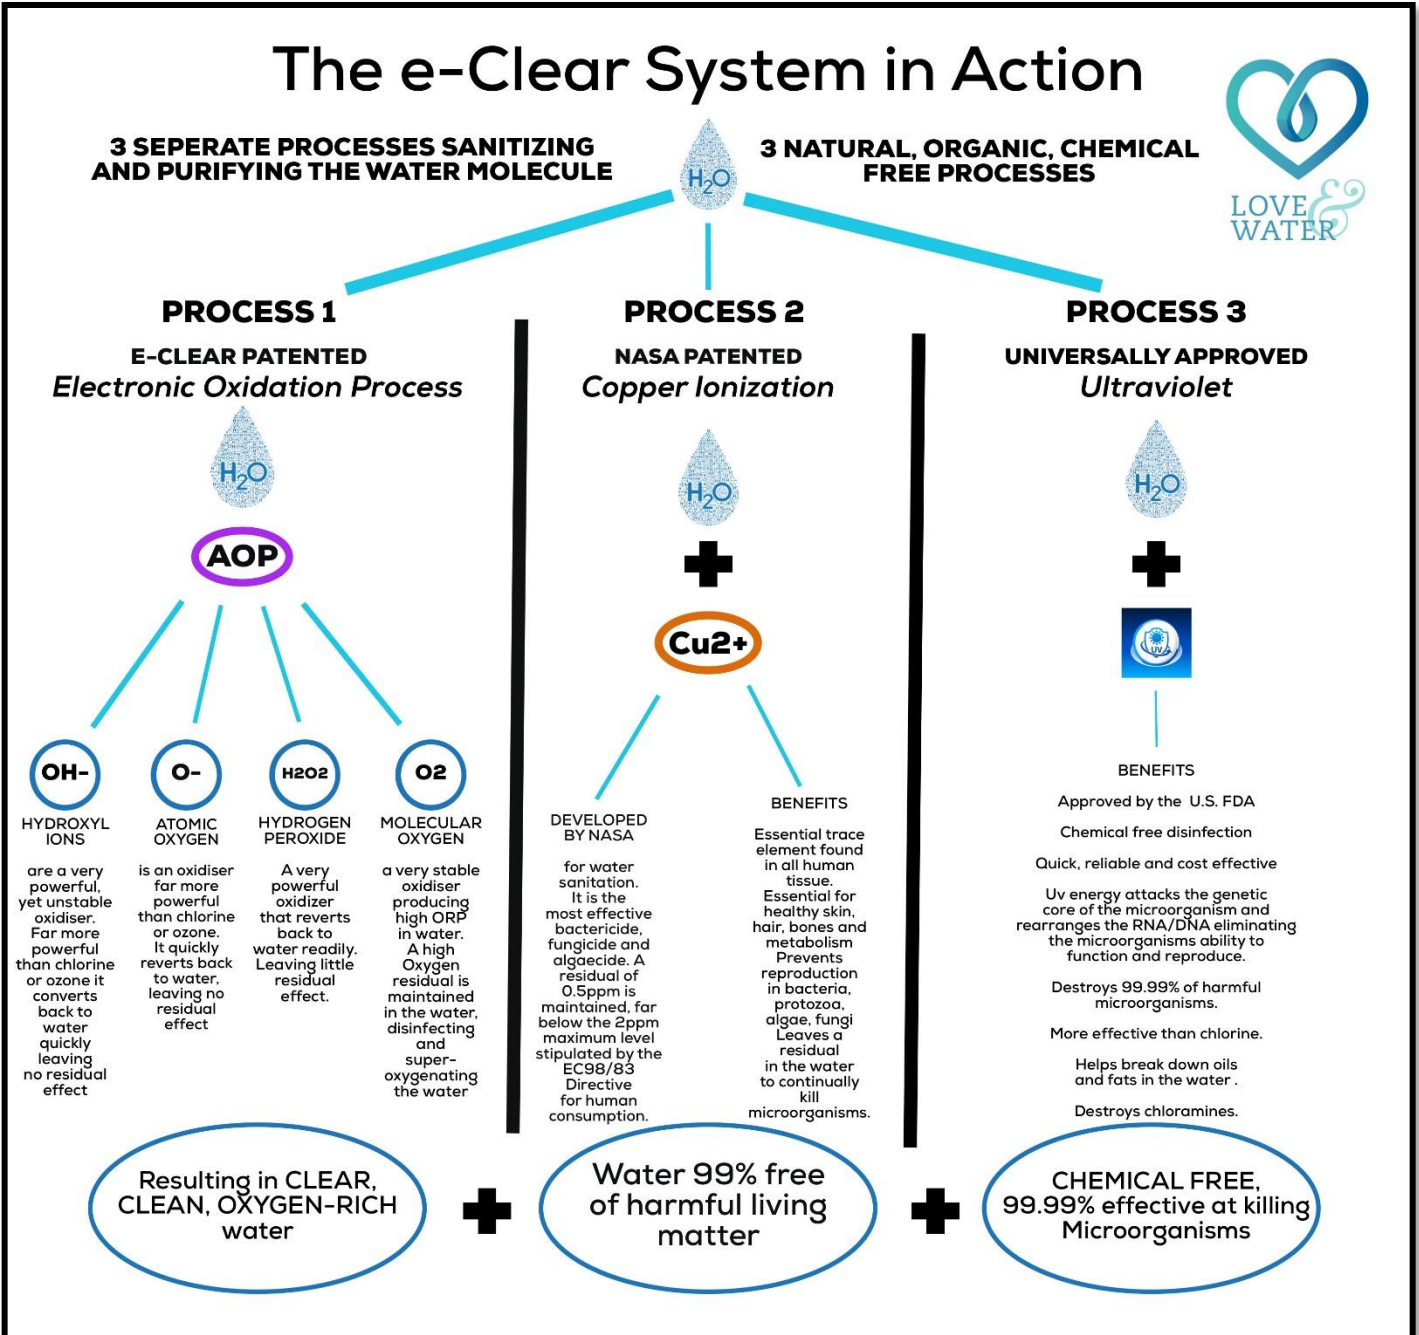 The e-Clear System in Action
3 SEPERATE PROCESSES SANITIZING
AND PURIFYING THE WATER MOLECULE
H2O
3 NATURAL, ORGANIC, CHEMICAL
FREE PROCESSES
LOVE &
WATER
PROCESS 1
E-CLEAR PATENTED
Electronic Oxidation Process
H2O
AOP
OH-
HYDROXYL
IONS
are a very
powerful,
yet unstable
oxidiser.
Far more
powerful
than chlorine
or ozone it
converts
back to
water
quickly
leaving
no residual
effect
O-
ATOMIC
OXYGEN
is an oxidiser
far more
powerful
than chlorine
or ozone.
It quickly
reverts back
to water,
leaving no
residual
effect
H2O2
HYDROGEN
PEROXIDE
A very
powerful
oxidizer
that reverts
back to
water readily.
Leaving little
residual
effect.
O2
MOLECULAR
OXYGEN
a very stable
oxidiser
producing
high ORP
in water.
A high
Oxygen
residual is
maintained
in the water,
disinfecting
and
super-
oxygenating
the water
PROCESS 2
NASA PATENTED
Copper Ionization
H2O
Cu2+
DEVELOPED
BY NASA
for water
sanitation.
It is the
most effective
bactericide,
fungicide and
algaecide. A
residual of
0.5ppm is
maintained, far
below the 2ppm
maximum level
stipulated by the
EC98/83
Directive
for human
consumption.
BENEFITS
Essential trace
element found
in all human
tissue.
Essential for
healthy skin,
hair, bones and
metabolism
Prevents
reproduction
in bacteria,
protozoa,
algae, fungi
Leaves a
residual
in the water
to continually
kill
microorganisms.
PROCESS 3
UNIVERSALLY APPROVED
Ultraviolet
H2O
UV
BENEFITS
Approved by the U.S. FDA
Chemical free disinfection
Quick, reliable and cost effective
Uv energy attacks the genetic
core of the microorganism and
rearranges the RNA/DNA eliminating
the microorganisms ability to
function and reproduce.
Destroys 99.99% of harmful
microorganisms.
More effective than chlorine.
Helps break down oils
and fats in the water .
Destroys chloramines.
Resulting in CLEAR,
CLEAN, OXYGEN-RICH
water
Water 99% free
of harmful living
matter
CHEMICAL FREE,
99.99% effective at killing
Microorganisms